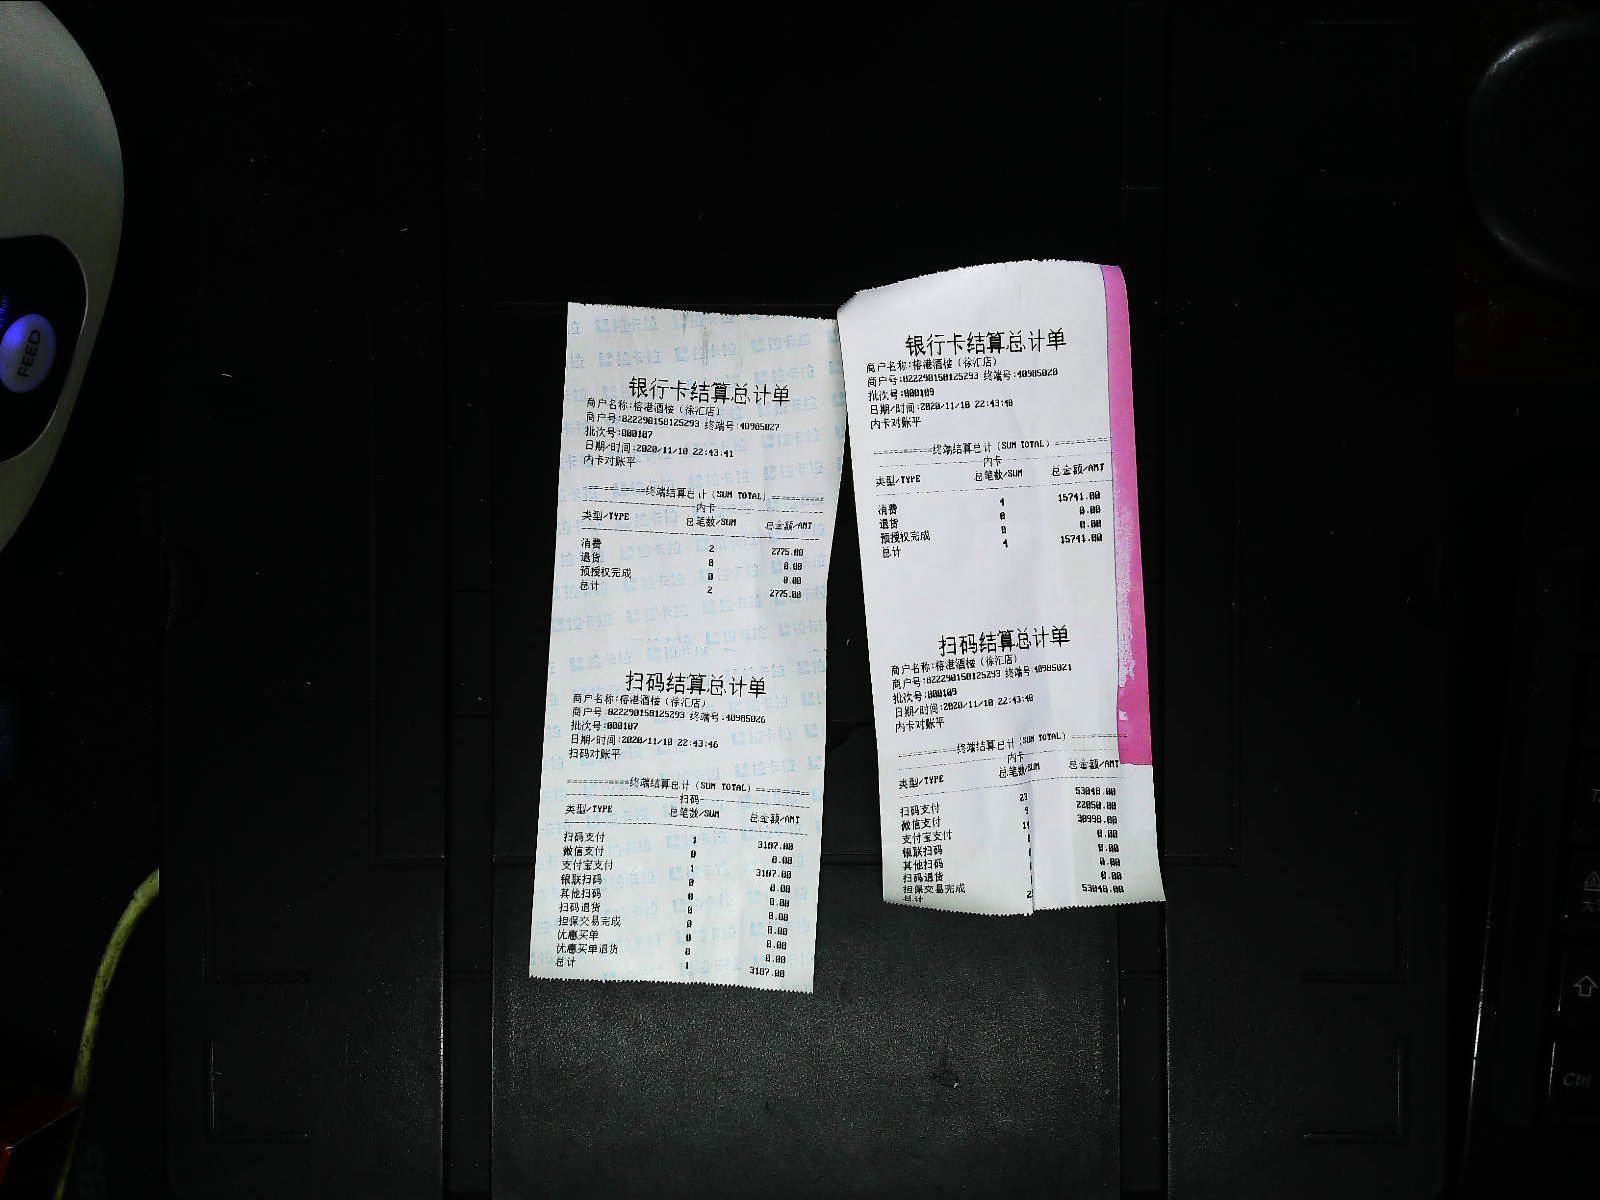 FEED
银行卡结算总计单
商户名称:榕港酒楼(徐汇店)
商户号:822290158125293 终端号:40985027
批次号:000107
日期/时间:2020/11/10 22:43:41
内卡对账平
==========终端结算总计(SUM TOTAL)==========
内卡
类型/TYPE 总笔数/SUM 总金额/AMT
消费 2 2775.00
退货 0 0.00
预授权完成 0 0.00
总计 2 2775.00
扫码结算总计单
商户名称:榕港酒楼(徐汇店)
商户号:822290158125293 终端号:40985026
批次号:000107
日期/时间:2020/11/10 22:43:46
扫码对账平
==========终端结算总计(SUM TOTAL)==========
扫码
类型/TYPE 总笔数/SUM 总金额/AMT
扫码支付 1 3107.00
微信支付 0 0.00
支付宝支付 1 3107.00
银联扫码 0 0.00
其他扫码 0 0.00
扫码退货 0 0.00
担保交易完成 0 0.00
优惠买单 0 0.00
优惠买单退货 0 0.00
总计 1 3107.00
银行卡结算总计单
商户名称:榕港酒楼(徐汇店)
商户号:822290158125293 终端号:40985020
批次号:000109
日期/时间:2020/11/10 22:43:40
内卡对账平
==========终端结算总计(SUM TOTAL)==========
内卡
类型/TYPE 总笔数/SUM 总金额/AMT
消费 4 15741.00
退货 0 0.00
预授权完成 0 0.00
总计 4 15741.00
扫码结算总计单
商户名称:榕港酒楼(徐汇店)
商户号:822290158125293 终端号:40985021
批次号:000109
日期/时间:2020/11/10 22:43:40
内卡对账平
==========终端结算总计(SUM TOTAL)==========
内卡
类型/TYPE 总笔数/SUM 总金额/AMT
扫码支付 53048.00
微信支付 9 22050.00
支付宝支付 30998.00
银联扫码 0.00
其他扫码 0.00
扫码退货 0.00
担保交易完成 0.00
总计 53048.00
Ctrl